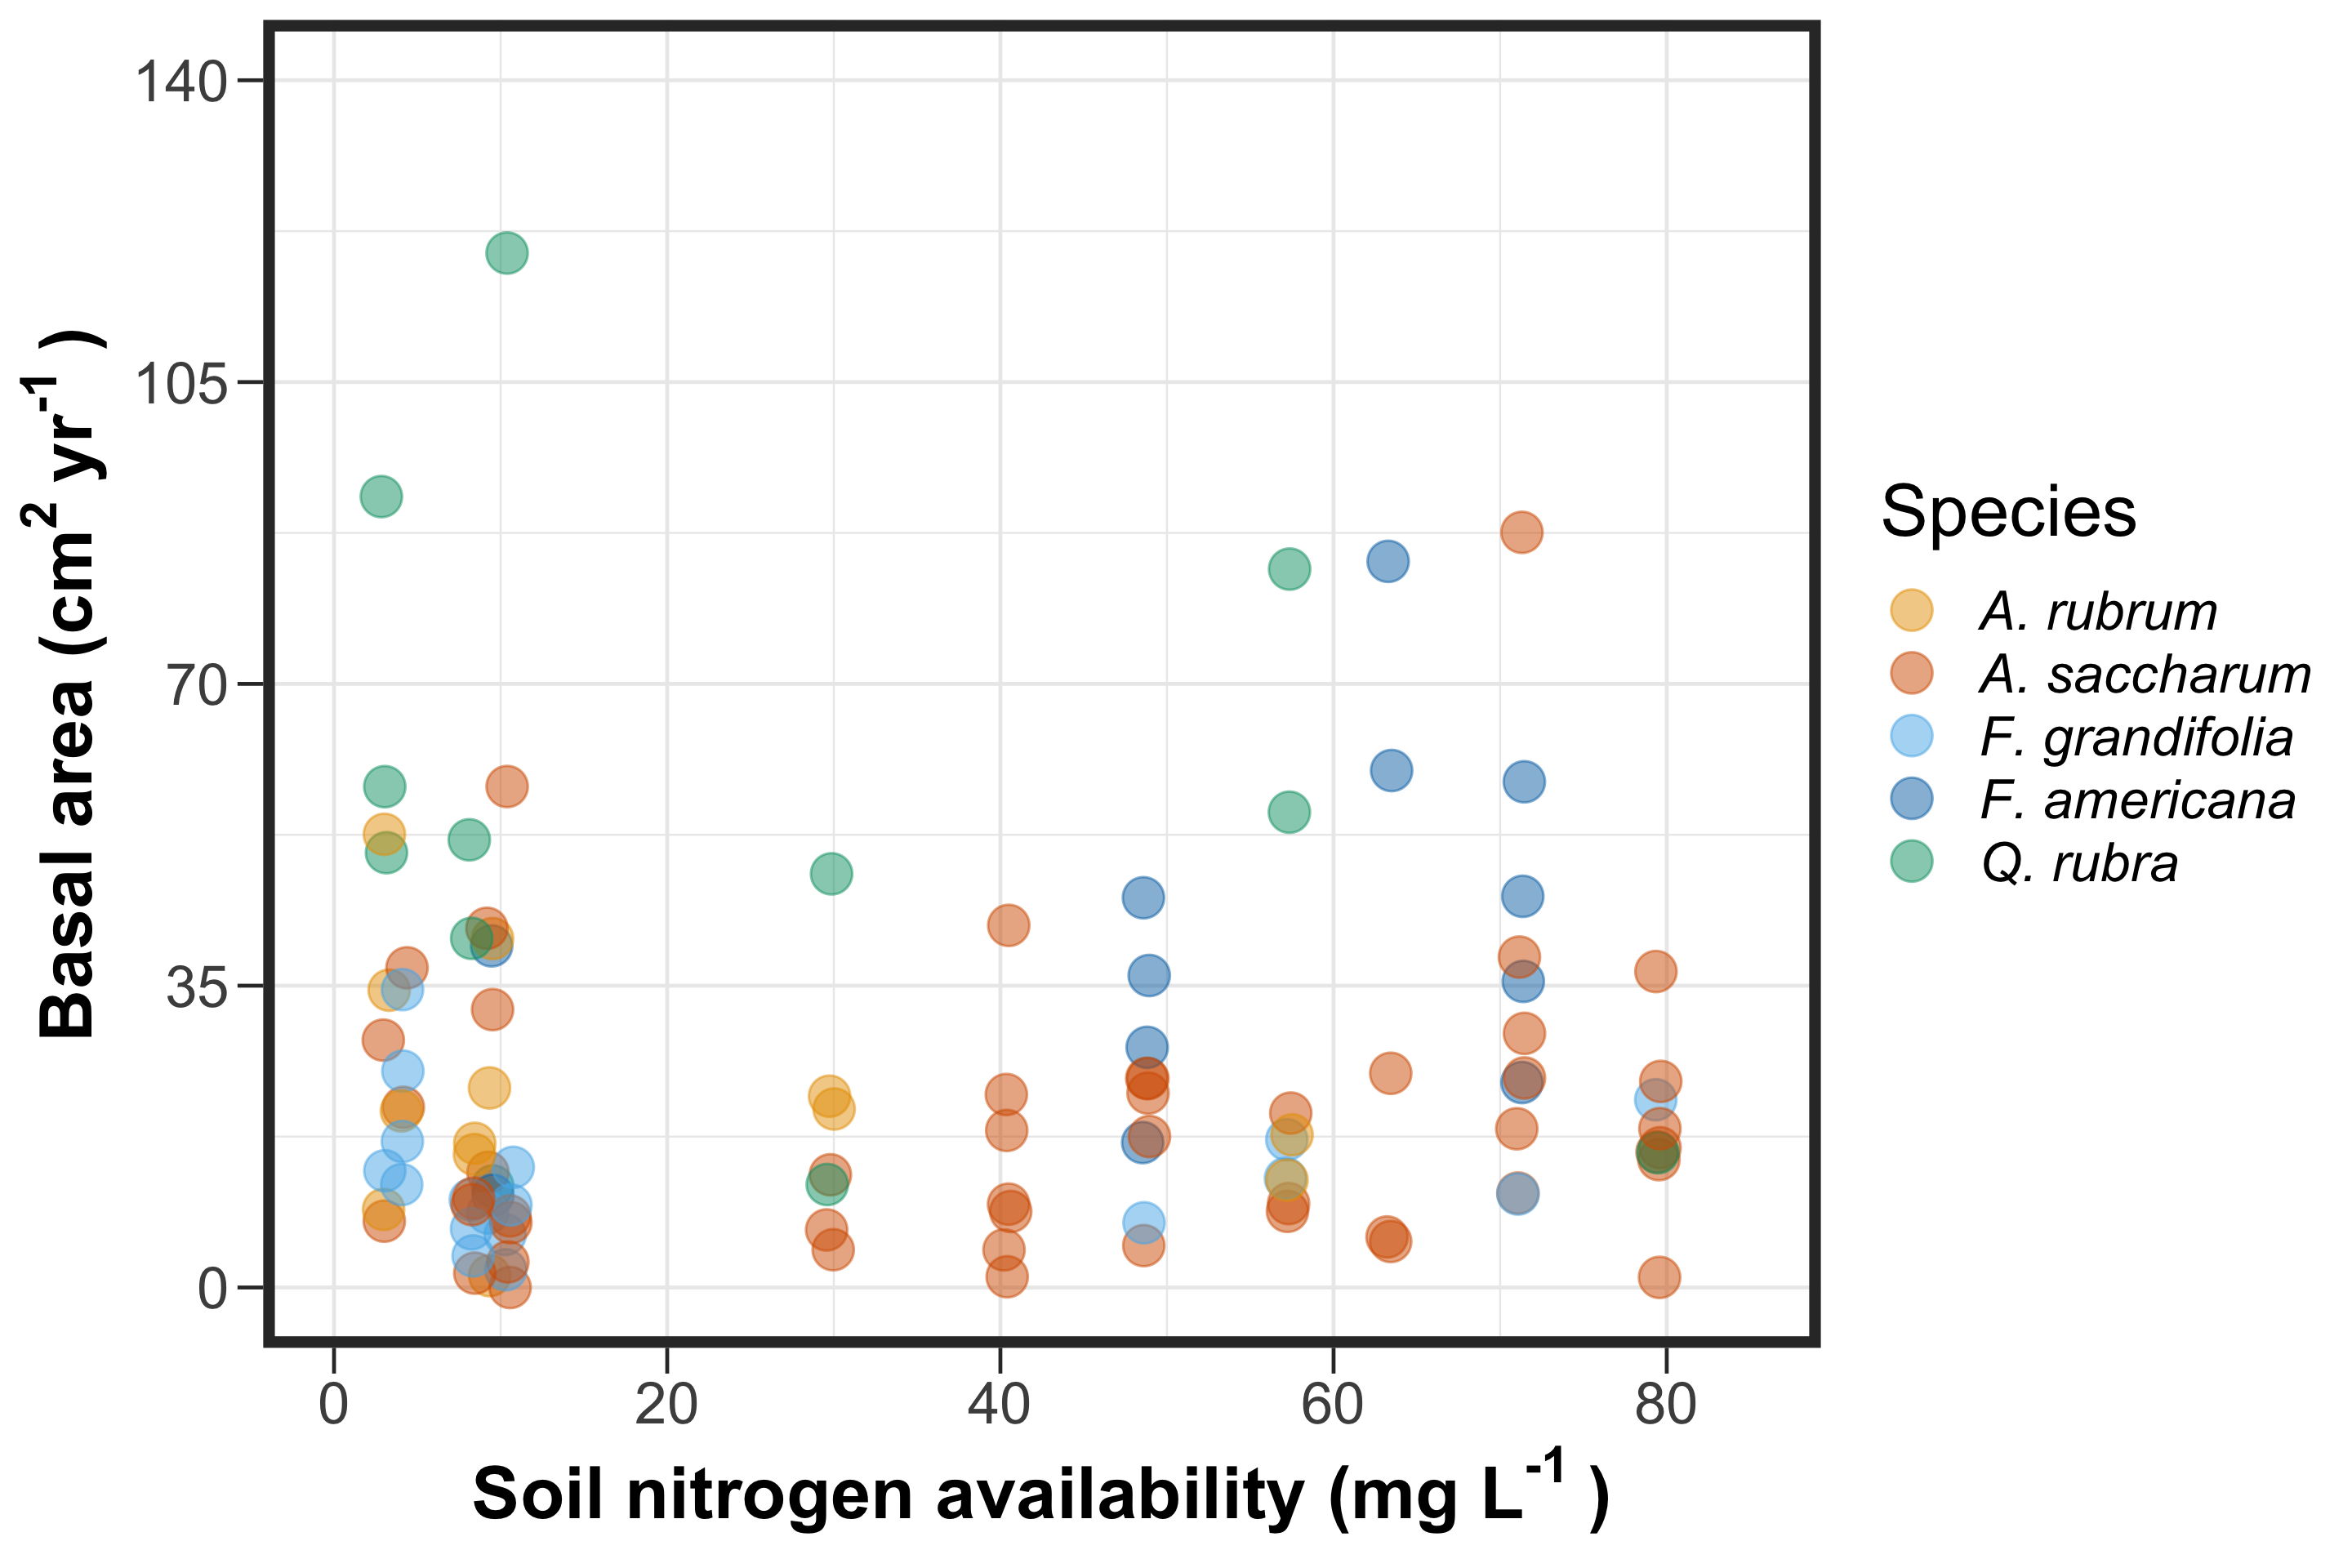 140
105
70
35
0
Basal area (cm² yr⁻¹ )
0 20 40 60 80
Soil nitrogen availability (mg L⁻¹ )
Species
A. rubrum
A. saccharum
F. grandifolia
F. americana
Q. rubra